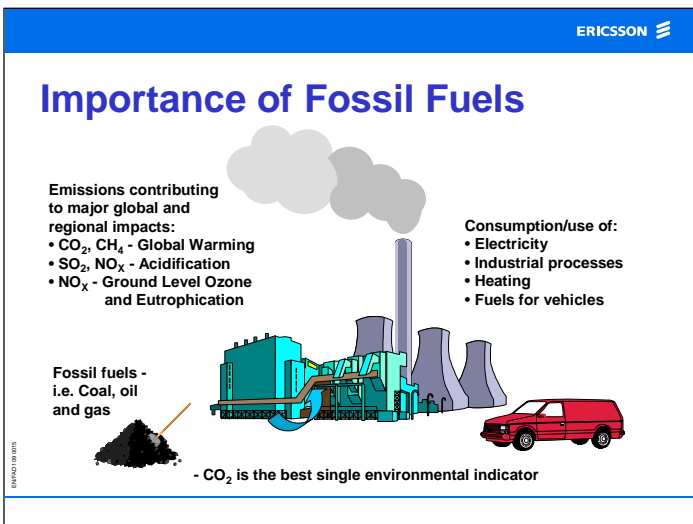 ERICSSON
Importance of Fossil Fuels
Emissions contributing
to major global and
regional impacts:
• CO₂, CH₄ - Global Warming
• SO₂, NOₓ - Acidification
• NOₓ - Ground Level Ozone
and Eutrophication
Consumption/use of:
• Electricity
• Industrial processes
• Heating
• Fuels for vehicles
Fossil fuels -
i.e. Coal, oil
and gas
- CO₂ is the best single environmental indicator